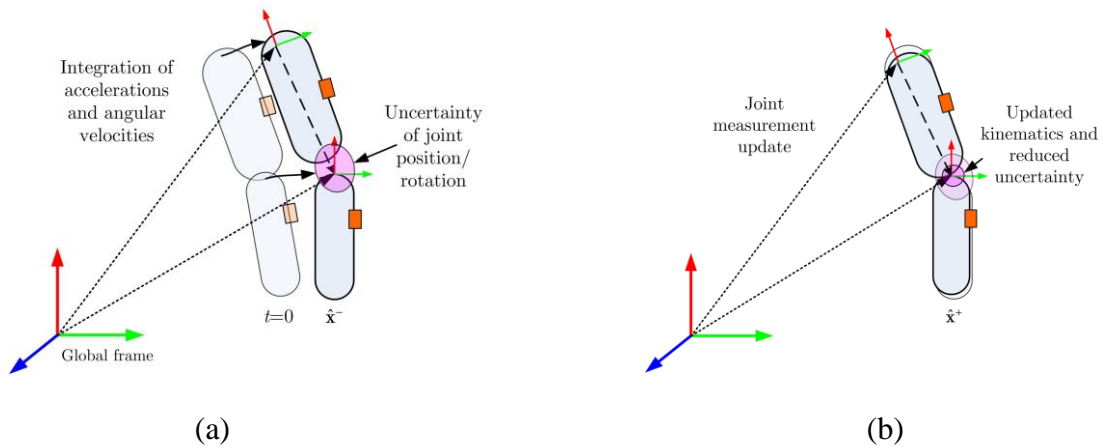 Integration of
accelerations
and angular
velocities
Uncertainty
of joint
position/
rotation
t=0
x̂⁻
Global frame
(a)
Joint
measurement
update
Updated
kinematics and
reduced
uncertainty
x̂⁺
(b)